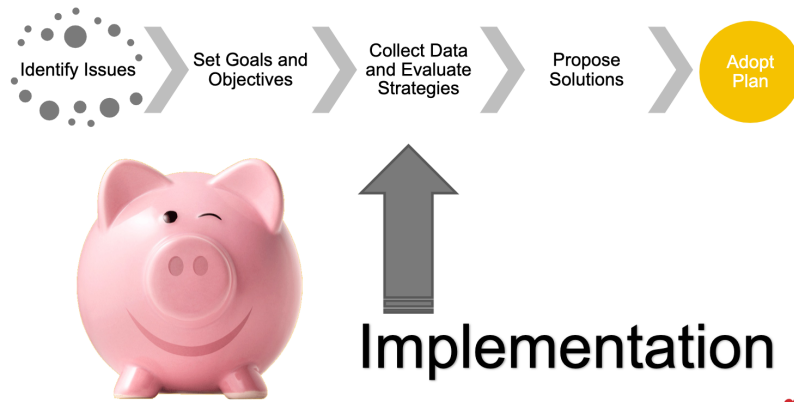 Identify Issues
Set Goals and
Objectives
Collect Data
and Evaluate
Strategies
Propose
Solutions
Adopt
Plan
Implementation